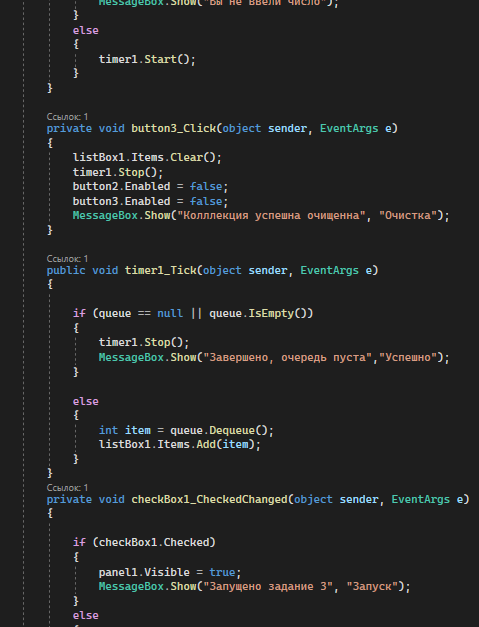 MessageBox.Show("Вы не ввели число");
}
else
{
timer1.Start();
}
}
Ссылок: 1
private void button3_Click(object sender, EventArgs e)
{
listBox1.Items.Clear();
timer1.Stop();
button2.Enabled = false;
button3.Enabled = false;
MessageBox.Show("Колллекция успешна очищенна", "Очистка");
}
Ссылок: 1
public void timer1_Tick(object sender, EventArgs e)
{
if (queue == null || queue.IsEmpty())
{
timer1.Stop();
MessageBox.Show("Завершено, очередь пуста","Успешно");
}
else
{
int item = queue.Dequeue();
listBox1.Items.Add(item);
}
}
Ссылок: 1
private void checkBox1_CheckedChanged(object sender, EventArgs e)
{
if (checkBox1.Checked)
{
panel1.Visible = true;
MessageBox.Show("Запущено задание 3", "Запуск");
}
else
{